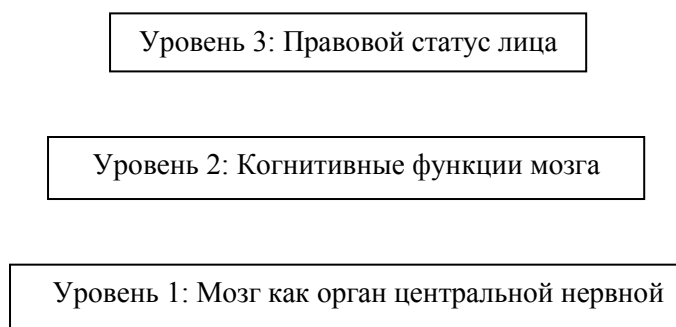 Уровень 3: Правовой статус лица
Уровень 2: Когнитивные функции мозга
Уровень 1: Мозг как орган центральной нервной